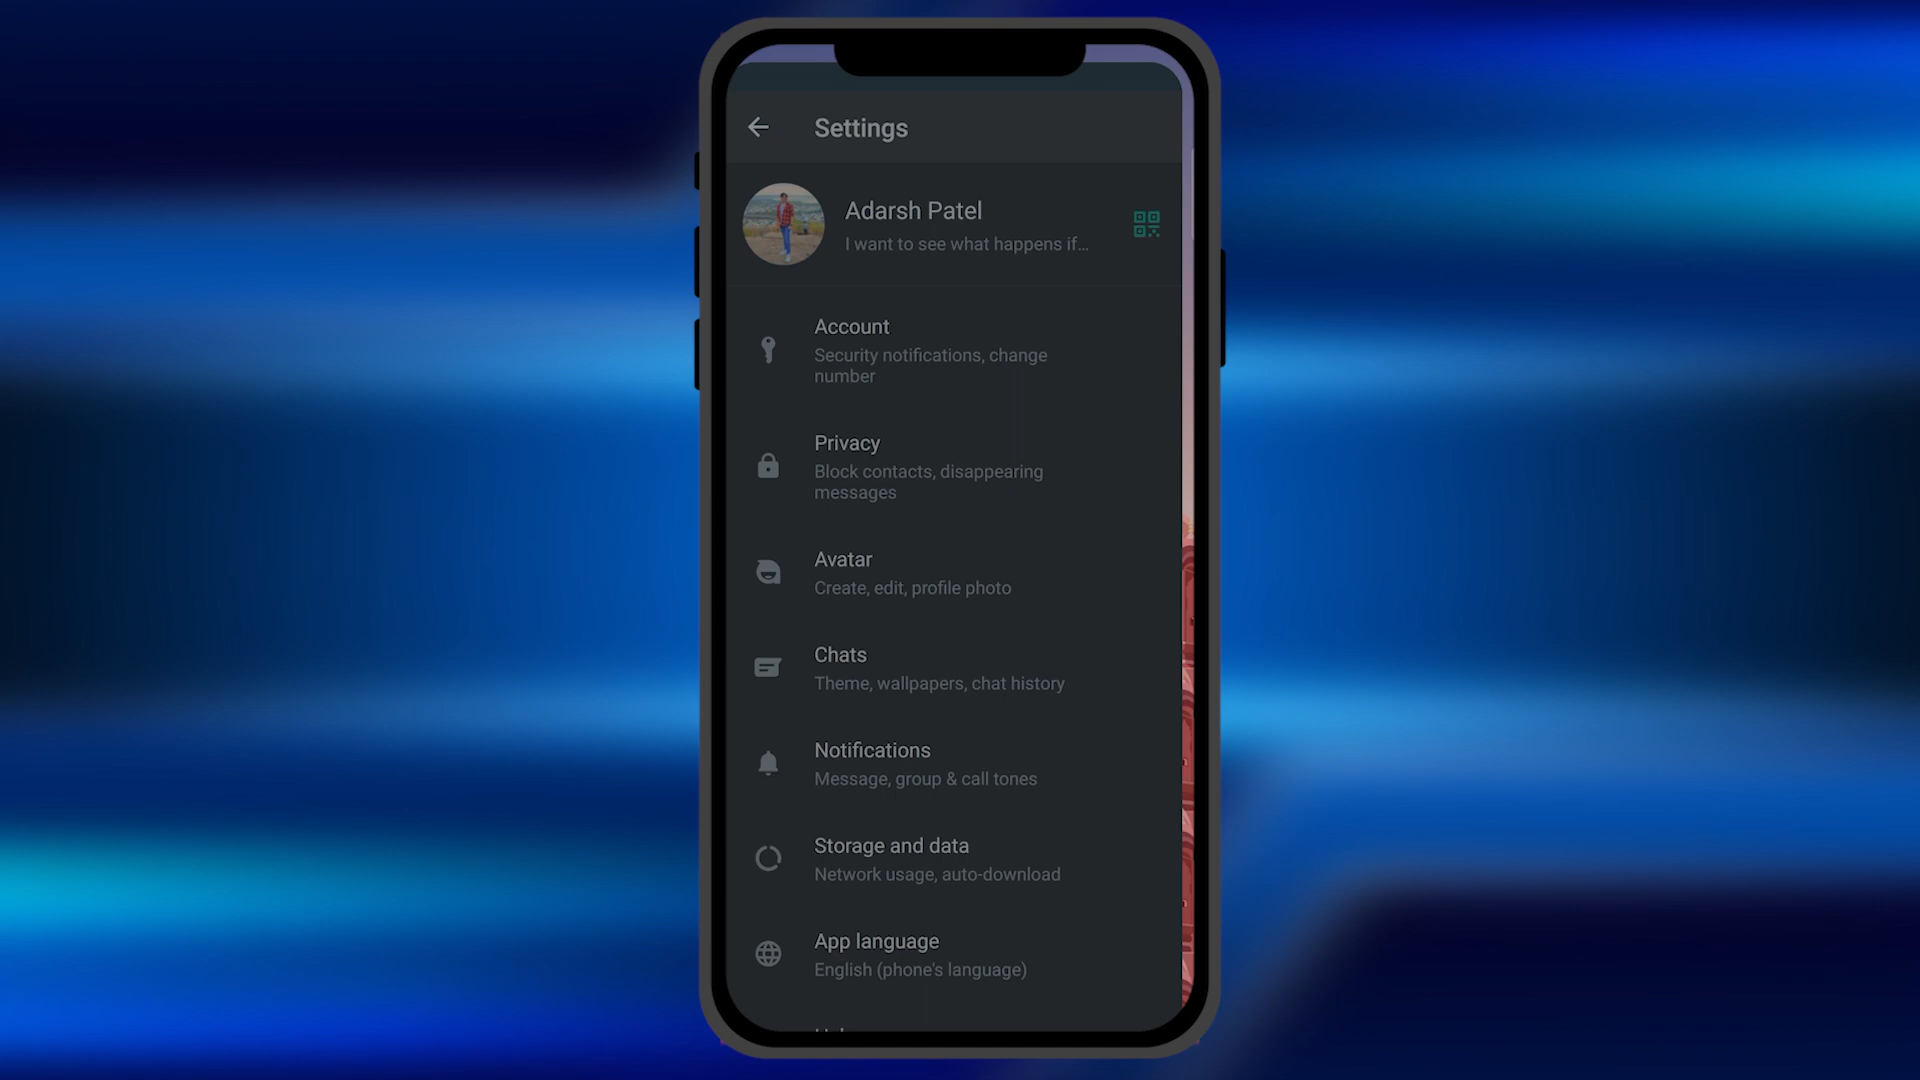 Settings
Adarsh Patel
I want to see what happens if...
Account
Security notifications, change
number
Privacy
Block contacts, disappearing
messages
Avatar
Create, edit, profile photo
Chats
Theme, wallpapers, chat history
Notifications
Message, group & call tones
Storage and data
Network usage, auto-download
App language
English (phone's language)